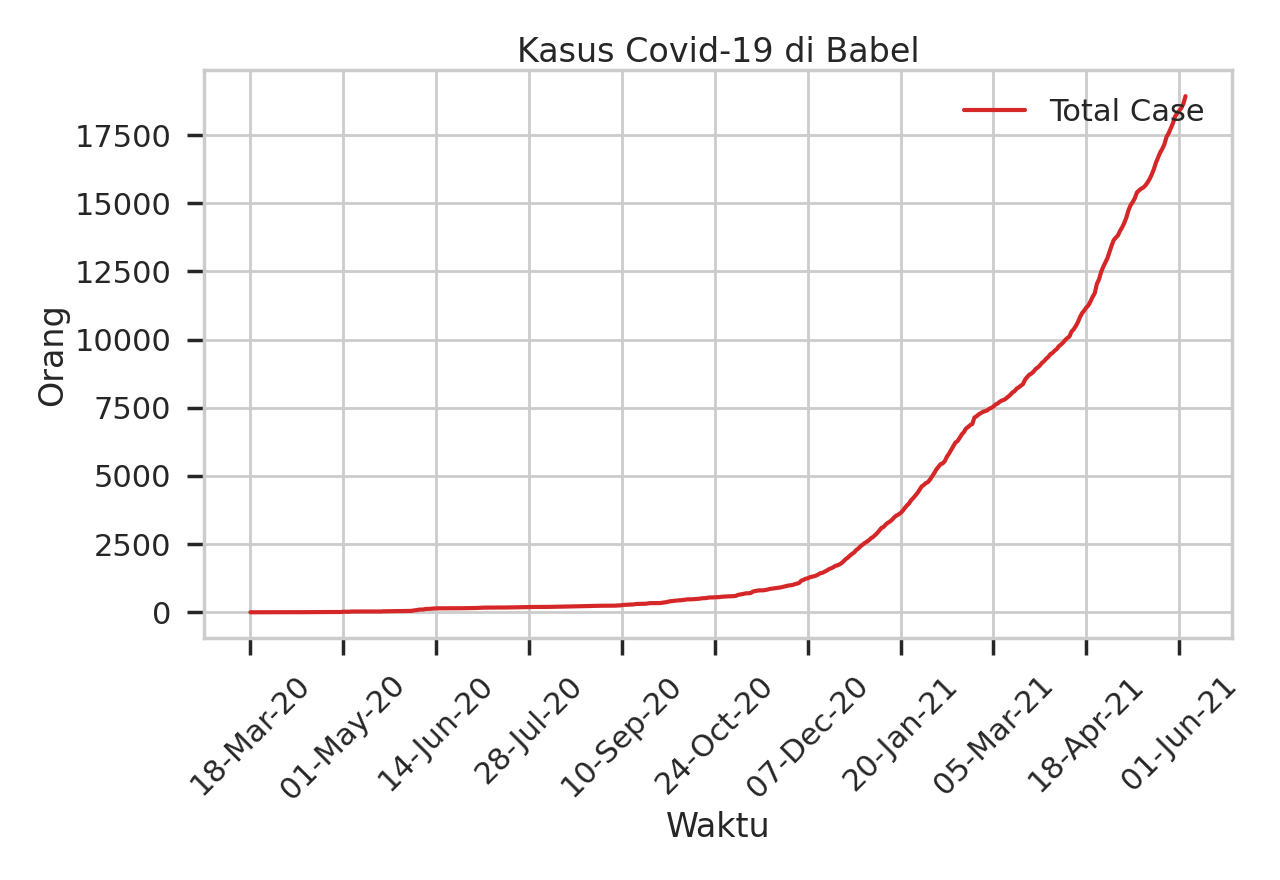 Kasus Covid-19 di Babel
Total Case
17500
15000
12500
10000
7500
5000
2500
0
Orang
18-Mar-20
01-May-20
14-Jun-20
28-Jul-20
10-Sep-20
24-Oct-20
07-Dec-20
20-Jan-21
05-Mar-21
18-Apr-21
01-Jun-21
Waktu